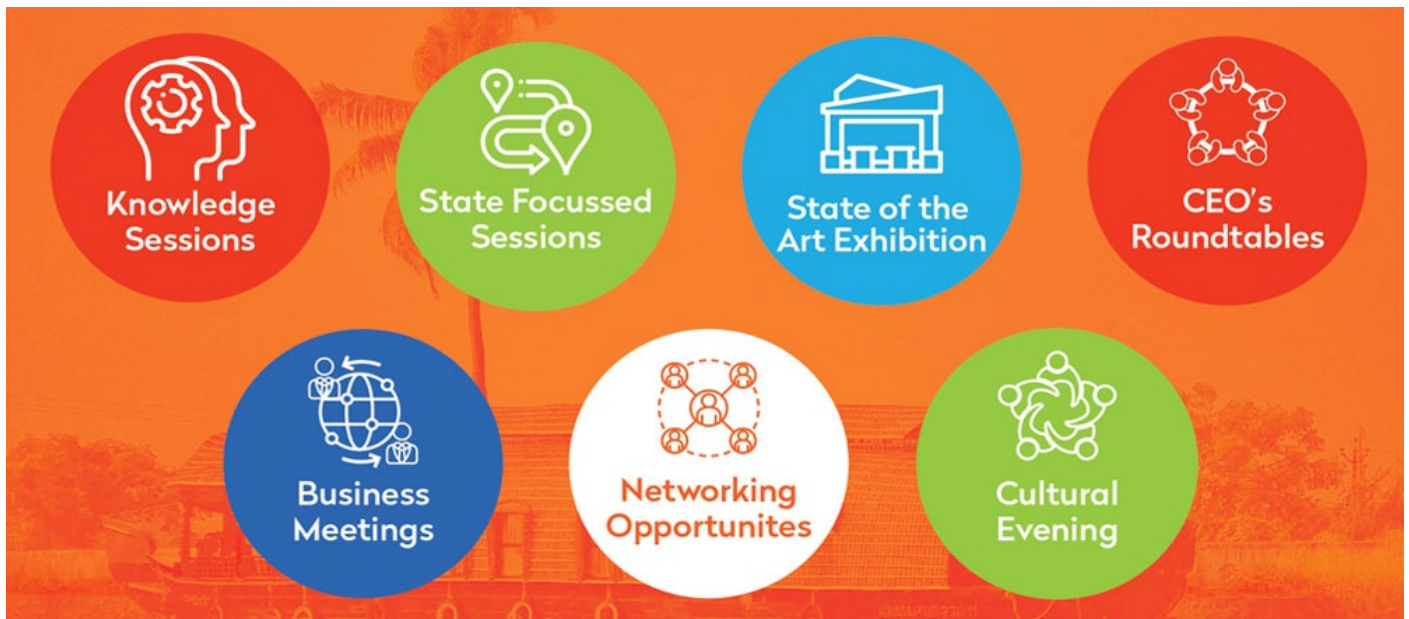 Knowledge
Sessions
State Focussed
Sessions
State of the
Art Exhibition
CEO's
Roundtables
Business
Meetings
Networking
Opportunites
Cultural
Evening